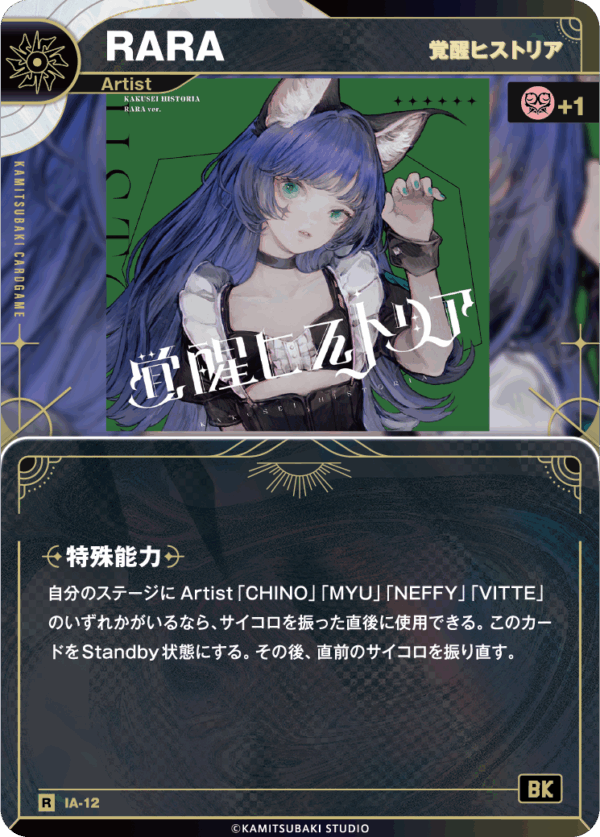 RARA
覚醒ヒストリア
Artist
+1
KAKUSEI HISTORIA
RARA ver.
KAMITSUBAKI CARDGAME
覚醒ヒストリア
KAKUSEI HISTORIA
特殊能力
自分のステージに Artist「CHINO」「MYU」「NEFFY」「VITTE」
のいずれかがいるなら、サイコロを振った直後に使用できる。このカー
ドをStandby状態にする。その後、直前のサイコロを振り直す。
R IA-12
BK
©KAMITSUBAKI STUDIO